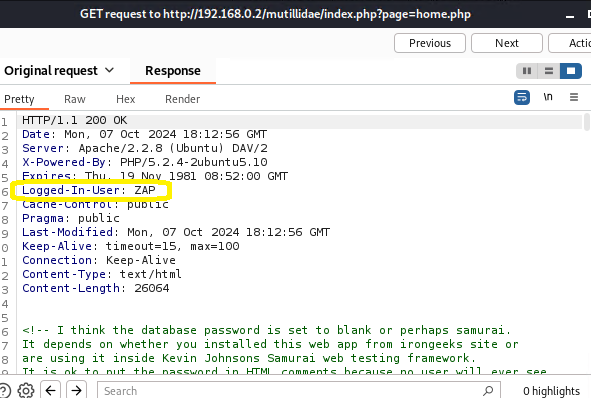 GET request to http://192.168.0.2/mutillidae/index.php?page=home.php
Previous Next Actio
Original request Response
Pretty Raw Hex Render \n
1 HTTP/1.1 200 OK
2 Date: Mon, 07 Oct 2024 18:12:56 GMT
3 Server: Apache/2.2.8 (Ubuntu) DAV/2
4 X-Powered-By: PHP/5.2.4-2ubuntu5.10
5 Expires: Thu, 19 Nov 1981 08:52:00 GMT
6 Logged-In-User: ZAP
7 Cache-Control: public
8 Pragma: public
9 Last-Modified: Mon, 07 Oct 2024 18:12:56 GMT
0 Keep-Alive: timeout=15, max=100
1 Connection: Keep-Alive
2 Content-Type: text/html
3 Content-Length: 26064
4
5
6 <!-- I think the database password is set to blank or perhaps samurai.
7 It depends on whether you installed this web app from irongeeks site or
8 are using it inside Kevin Johnsons Samurai web testing framework.
9 It is ok to put the password in HTML comments because no user will ever see
Search 0 highlights